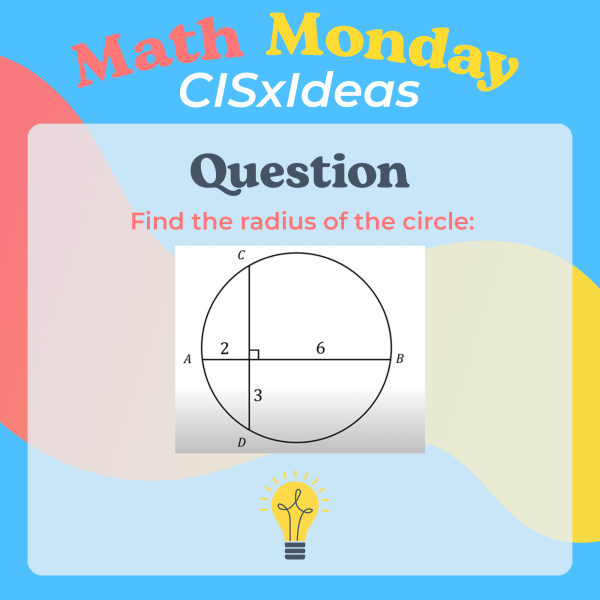 Math Monday
CISxIdeas
Question
Find the radius of the circle:
C
2
6
A
B
3
D